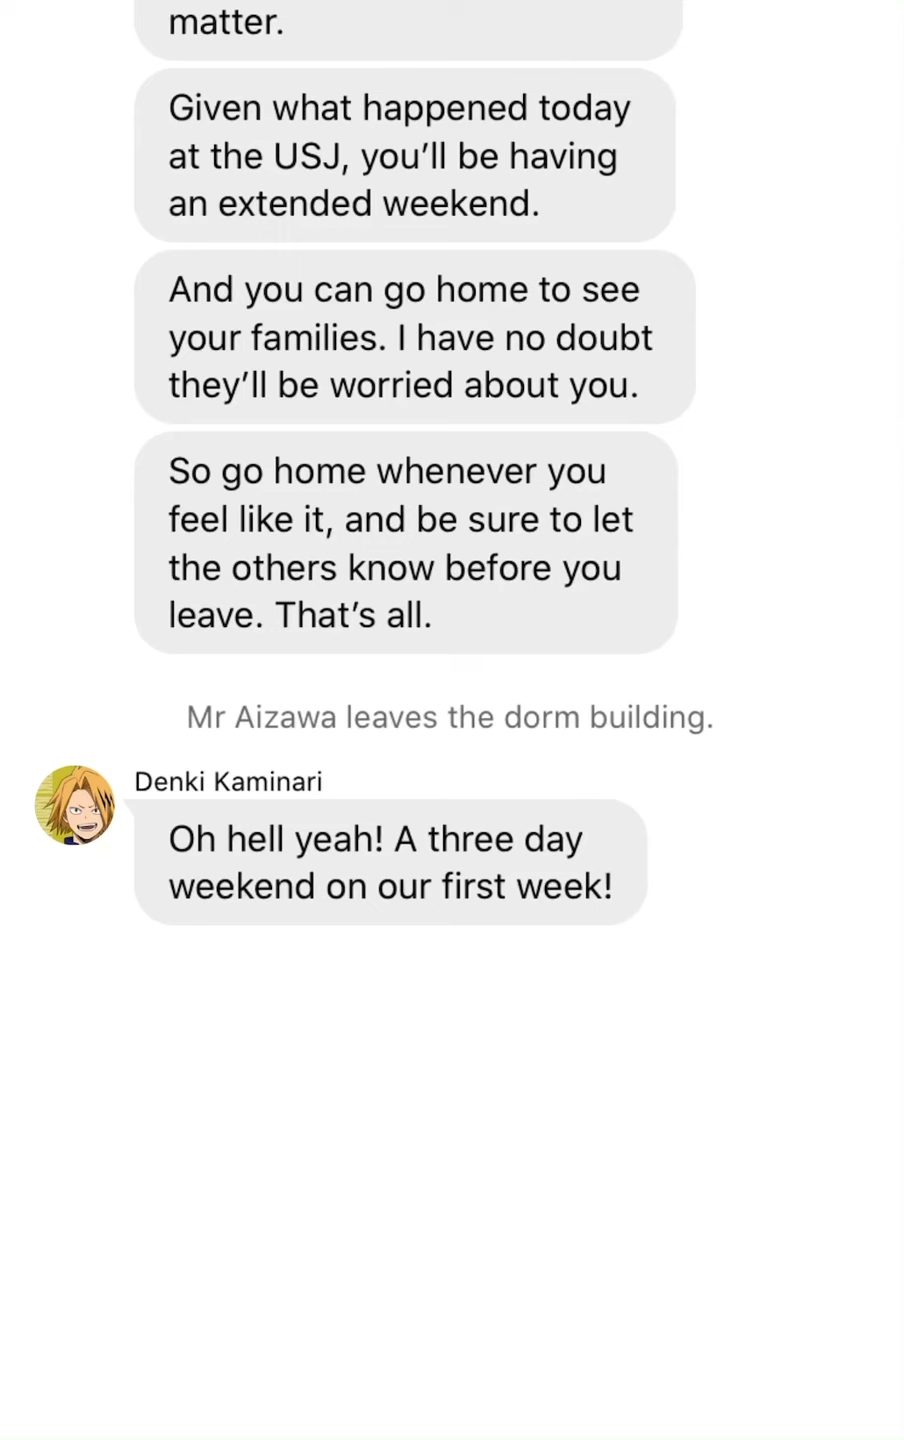 matter.
Given what happened today
at the USJ, you’ll be having
an extended weekend.
And you can go home to see
your families. I have no doubt
they’ll be worried about you.
So go home whenever you
feel like it, and be sure to let
the others know before you
leave. That’s all.
Mr Aizawa leaves the dorm building.
Denki Kaminari
Oh hell yeah! A three day
weekend on our first week!